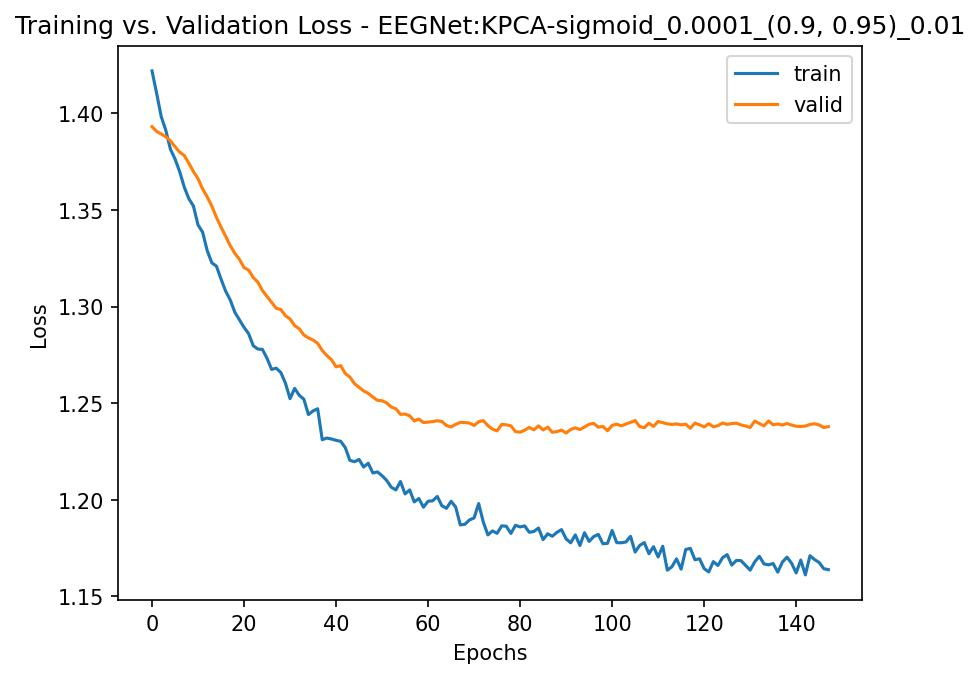 Training vs. Validation Loss - EEGNet:KPCA-sigmoid_0.0001_(0.9, 0.95)_0.01
train
valid
1.40
1.35
1.30
1.25
1.20
1.15
Loss
0
20
40
60
80
100
120
140
Epochs